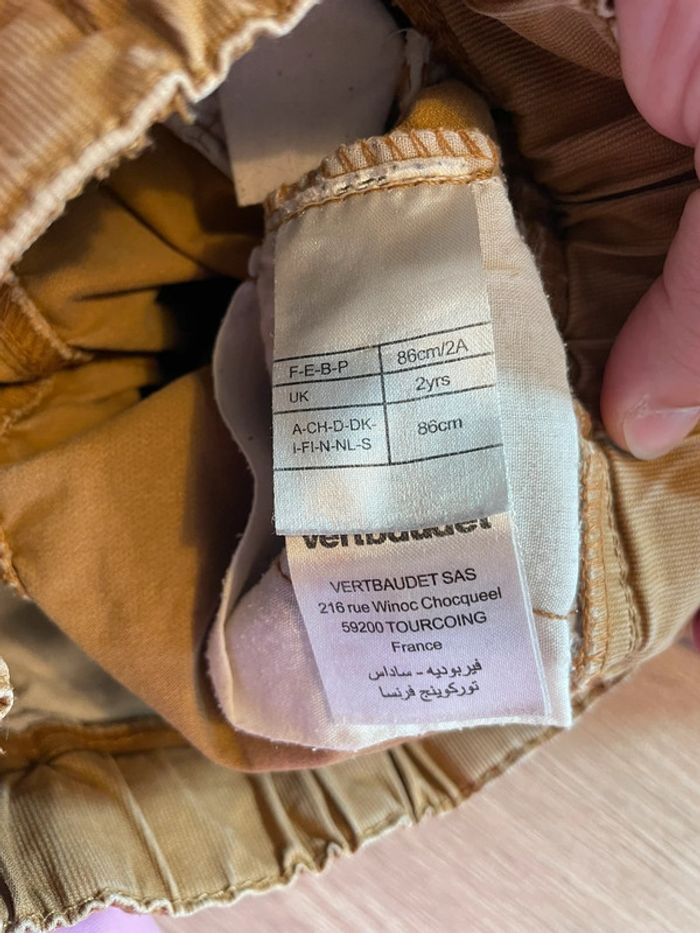 F-E-B-P 86cm/2A
UK 2yrs
A-CH-D-DK- 86cm
I-FI-N-NL-S
vertbaudet
VERTBAUDET SAS
216 rue Winoc Chocqueel
59200 TOURCOING
France
فيربوديه - ساداس
توركوينج فرنسا